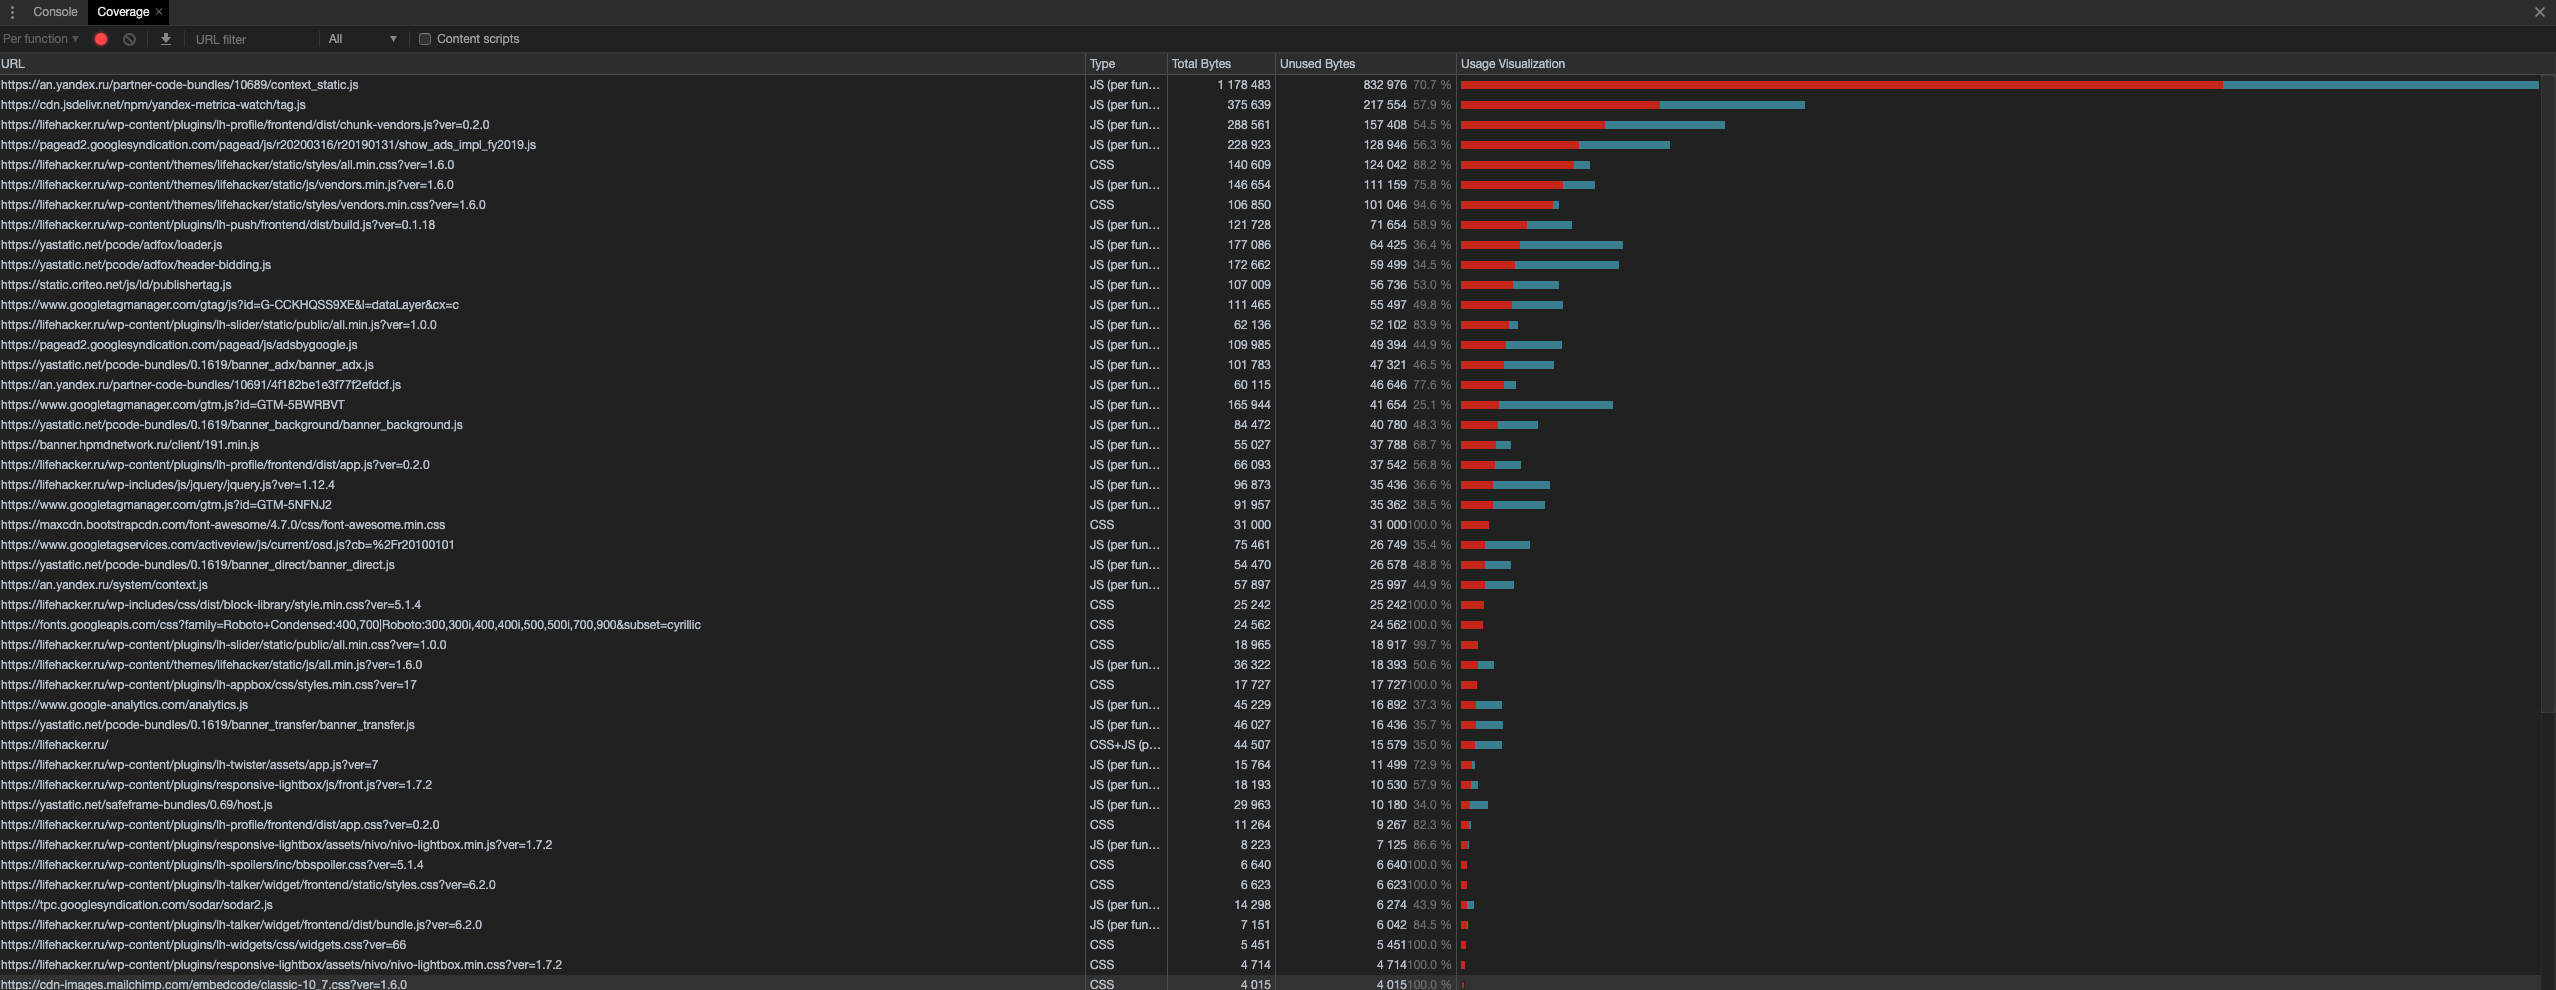 Console Coverage ×
Per function ▼ URL filter All ▼ Content scripts
URL Type Total Bytes Unused Bytes Usage Visualization
https://an.yandex.ru/partner-code-bundles/10689/context_static.js JS (per fun… 1 178 483 832 976 70.7 %
https://cdn.jsdelivr.net/npm/yandex-metrica-watch/tag.js JS (per fun… 375 639 217 554 57.9 %
https://lifehacker.ru/wp-content/plugins/lh-profile/frontend/dist/chunk-vendors.js?ver=0.2.0 JS (per fun… 288 561 157 408 54.5 %
https://pagead2.googlesyndication.com/pagead/js/r20200316/r20190131/show_ads_impl_fy2019.js JS (per fun… 228 923 128 946 56.3 %
https://lifehacker.ru/wp-content/themes/lifehacker/static/styles/all.min.css?ver=1.6.0 CSS 140 609 124 042 88.2 %
https://lifehacker.ru/wp-content/themes/lifehacker/static/js/vendors.min.js?ver=1.6.0 JS (per fun… 146 654 111 159 75.8 %
https://lifehacker.ru/wp-content/themes/lifehacker/static/styles/vendors.min.css?ver=1.6.0 CSS 106 850 101 046 94.6 %
https://lifehacker.ru/wp-content/plugins/lh-push/frontend/dist/build.js?ver=0.1.18 JS (per fun… 121 728 71 654 58.9 %
https://yastatic.net/pcode/adfox/loader.js JS (per fun… 177 086 64 425 36.4 %
https://yastatic.net/pcode/adfox/header-bidding.js JS (per fun… 172 662 59 499 34.5 %
https://static.criteo.net/js/ld/publishertag.js JS (per fun… 107 009 56 736 53.0 %
https://www.googletagmanager.com/gtag/js?id=G-CCKHQSS9XE&l=dataLayer&cx=c JS (per fun… 111 465 55 497 49.8 %
https://lifehacker.ru/wp-content/plugins/lh-slider/static/public/all.min.js?ver=1.0.0 JS (per fun… 62 136 52 102 83.9 %
https://pagead2.googlesyndication.com/pagead/js/adsbygoogle.js JS (per fun… 109 985 49 394 44.9 %
https://yastatic.net/pcode-bundles/0.1619/banner_adx/banner_adx.js JS (per fun… 101 783 47 321 46.5 %
https://an.yandex.ru/partner-code-bundles/10691/4f182be1e3f77f2efdcf.js JS (per fun… 60 115 46 646 77.6 %
https://www.googletagmanager.com/gtm.js?id=GTM-5BWRBVT JS (per fun… 165 944 41 654 25.1 %
https://yastatic.net/pcode-bundles/0.1619/banner_background/banner_background.js JS (per fun… 84 472 40 780 48.3 %
https://banner.hpmdnetwork.ru/client/191.min.js JS (per fun… 55 027 37 788 68.7 %
https://lifehacker.ru/wp-content/plugins/lh-profile/frontend/dist/app.js?ver=0.2.0 JS (per fun… 66 093 37 542 56.8 %
https://lifehacker.ru/wp-includes/js/jquery/jquery.js?ver=1.12.4 JS (per fun… 96 873 35 436 36.6 %
https://www.googletagmanager.com/gtm.js?id=GTM-5NFNJ2 JS (per fun… 91 957 35 362 38.5 %
https://maxcdn.bootstrapcdn.com/font-awesome/4.7.0/css/font-awesome.min.css CSS 31 000 31 000 100.0 %
https://www.googletagservices.com/activeview/js/current/osd.js?cb=%2Fr20100101 JS (per fun… 75 461 26 749 35.4 %
https://yastatic.net/pcode-bundles/0.1619/banner_direct/banner_direct.js JS (per fun… 54 470 26 578 48.8 %
https://an.yandex.ru/system/context.js JS (per fun… 57 897 25 997 44.9 %
https://lifehacker.ru/wp-includes/css/dist/block-library/style.min.css?ver=5.1.4 CSS 25 242 25 242 100.0 %
https://fonts.googleapis.com/css?family=Roboto+Condensed:400,700|Roboto:300,300i,400,400i,500,500i,700,900&subset=cyrillic CSS 24 562 24 562 100.0 %
https://lifehacker.ru/wp-content/plugins/lh-slider/static/public/all.min.css?ver=1.0.0 CSS 18 965 18 917 99.7 %
https://lifehacker.ru/wp-content/themes/lifehacker/static/js/all.min.js?ver=1.6.0 JS (per fun… 36 322 18 393 50.6 %
https://lifehacker.ru/wp-content/plugins/lh-appbox/css/styles.min.css?ver=17 CSS 17 727 17 727 100.0 %
https://www.google-analytics.com/analytics.js JS (per fun… 45 229 16 892 37.3 %
https://yastatic.net/pcode-bundles/0.1619/banner_transfer/banner_transfer.js JS (per fun… 46 027 16 436 35.7 %
https://lifehacker.ru/ CSS+JS (p… 44 507 15 579 35.0 %
https://lifehacker.ru/wp-content/plugins/lh-twister/assets/app.js?ver=7 JS (per fun… 15 764 11 499 72.9 %
https://lifehacker.ru/wp-content/plugins/responsive-lightbox/js/front.js?ver=1.7.2 JS (per fun… 18 193 10 530 57.9 %
https://yastatic.net/safeframe-bundles/0.69/host.js JS (per fun… 29 963 10 180 34.0 %
https://lifehacker.ru/wp-content/plugins/lh-profile/frontend/dist/app.css?ver=0.2.0 CSS 11 264 9 267 82.3 %
https://lifehacker.ru/wp-content/plugins/responsive-lightbox/assets/nivo/nivo-lightbox.min.js?ver=1.7.2 JS (per fun… 8 223 7 125 86.6 %
https://lifehacker.ru/wp-content/plugins/lh-spoilers/inc/bbspoiler.css?ver=5.1.4 CSS 6 640 6 640 100.0 %
https://lifehacker.ru/wp-content/plugins/lh-talker/widget/frontend/static/styles.css?ver=6.2.0 CSS 6 623 6 623 100.0 %
https://tpc.googlesyndication.com/sodar/sodar2.js JS (per fun… 14 298 6 274 43.9 %
https://lifehacker.ru/wp-content/plugins/lh-talker/widget/frontend/dist/bundle.js?ver=6.2.0 JS (per fun… 7 151 6 042 84.5 %
https://lifehacker.ru/wp-content/plugins/lh-widgets/css/widgets.css?ver=66 CSS 5 451 5 451 100.0 %
https://lifehacker.ru/wp-content/plugins/responsive-lightbox/assets/nivo/nivo-lightbox.min.css?ver=1.7.2 CSS 4 714 4 714 100.0 %
https://cdn-images.mailchimp.com/embedcode/classic-10_7.css?ver=1.6.0 CSS 4 015 4 015 100.0 %